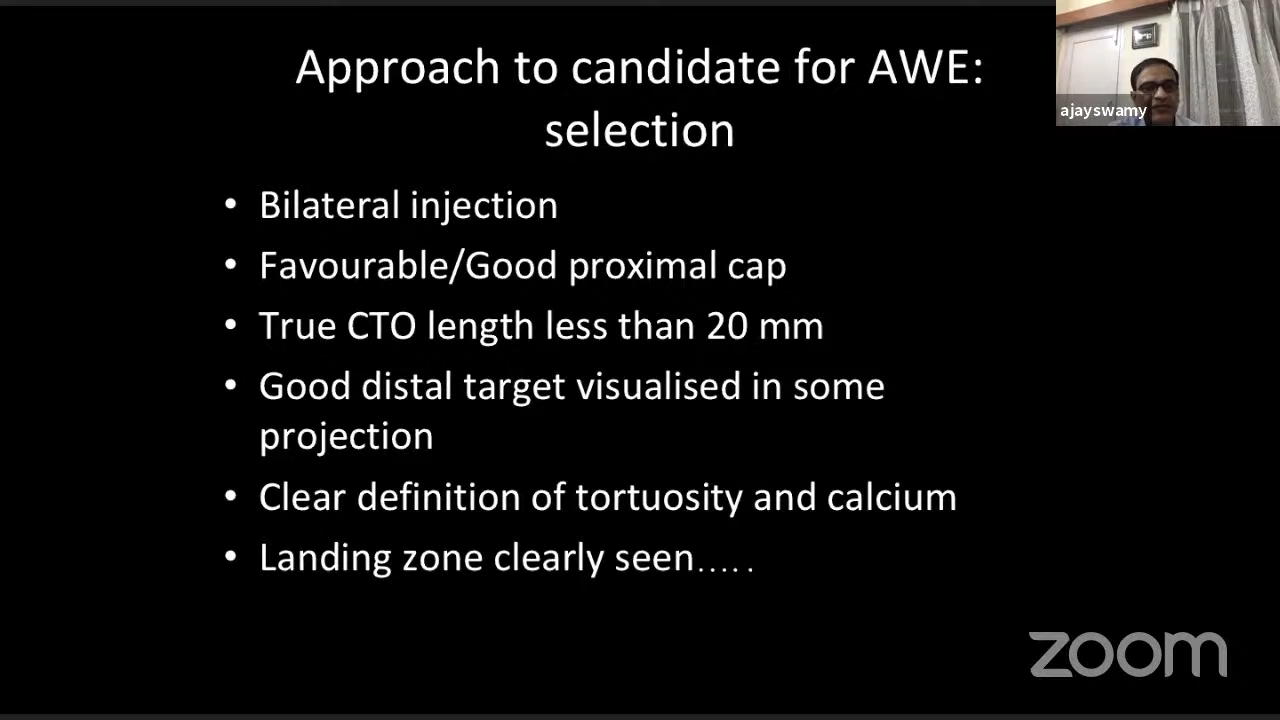 Approach to candidate for AWE:
selection
ajayswamy
• Bilateral injection
• Favourable/Good proximal cap
• True CTO length less than 20 mm
• Good distal target visualised in some
projection
• Clear definition of tortuosity and calcium
• Landing zone clearly seen.....
zoom